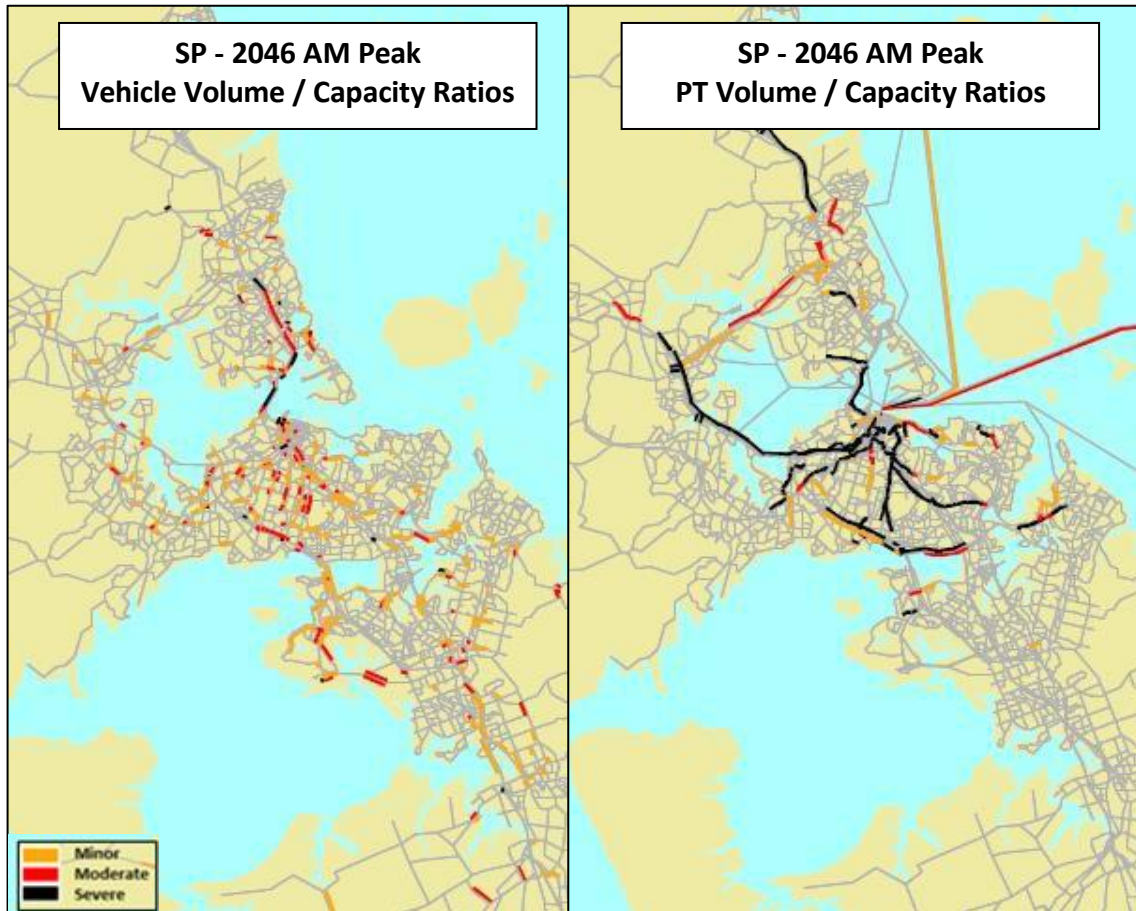 SP - 2046 AM Peak
Vehicle Volume / Capacity Ratios
SP - 2046 AM Peak
PT Volume / Capacity Ratios
Minor
Moderate
Severe